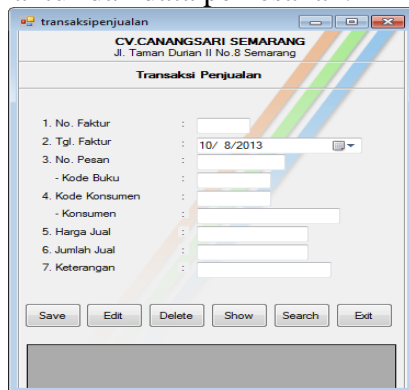 transaksipenjualan
CV.CANANGSARI SEMARANG
Jl. Taman Durian II No.8 Semarang
Transaksi Penjualan
1. No. Faktur :
2. Tgl. Faktur : 10/ 8/2013
3. No. Pesan :
- Kode Buku :
4. Kode Konsumen :
- Konsumen :
5. Harga Jual :
6. Jumlah Jual :
7. Keterangan :
Save Edit Delete Show Search Exit